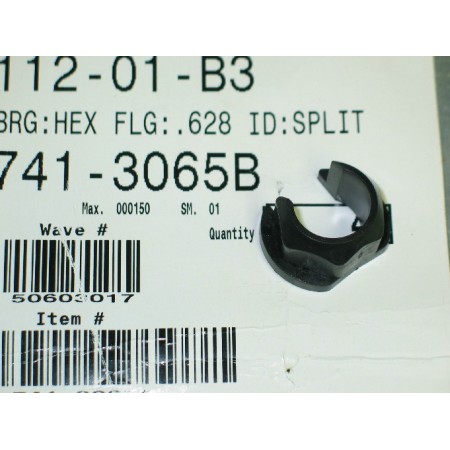 112-01-B3
BRG:HEX FLG:.628 ID:SPLIT
741-3065B
Max. 000150 SM. 01
Wave # Quantity
50603017
Item #